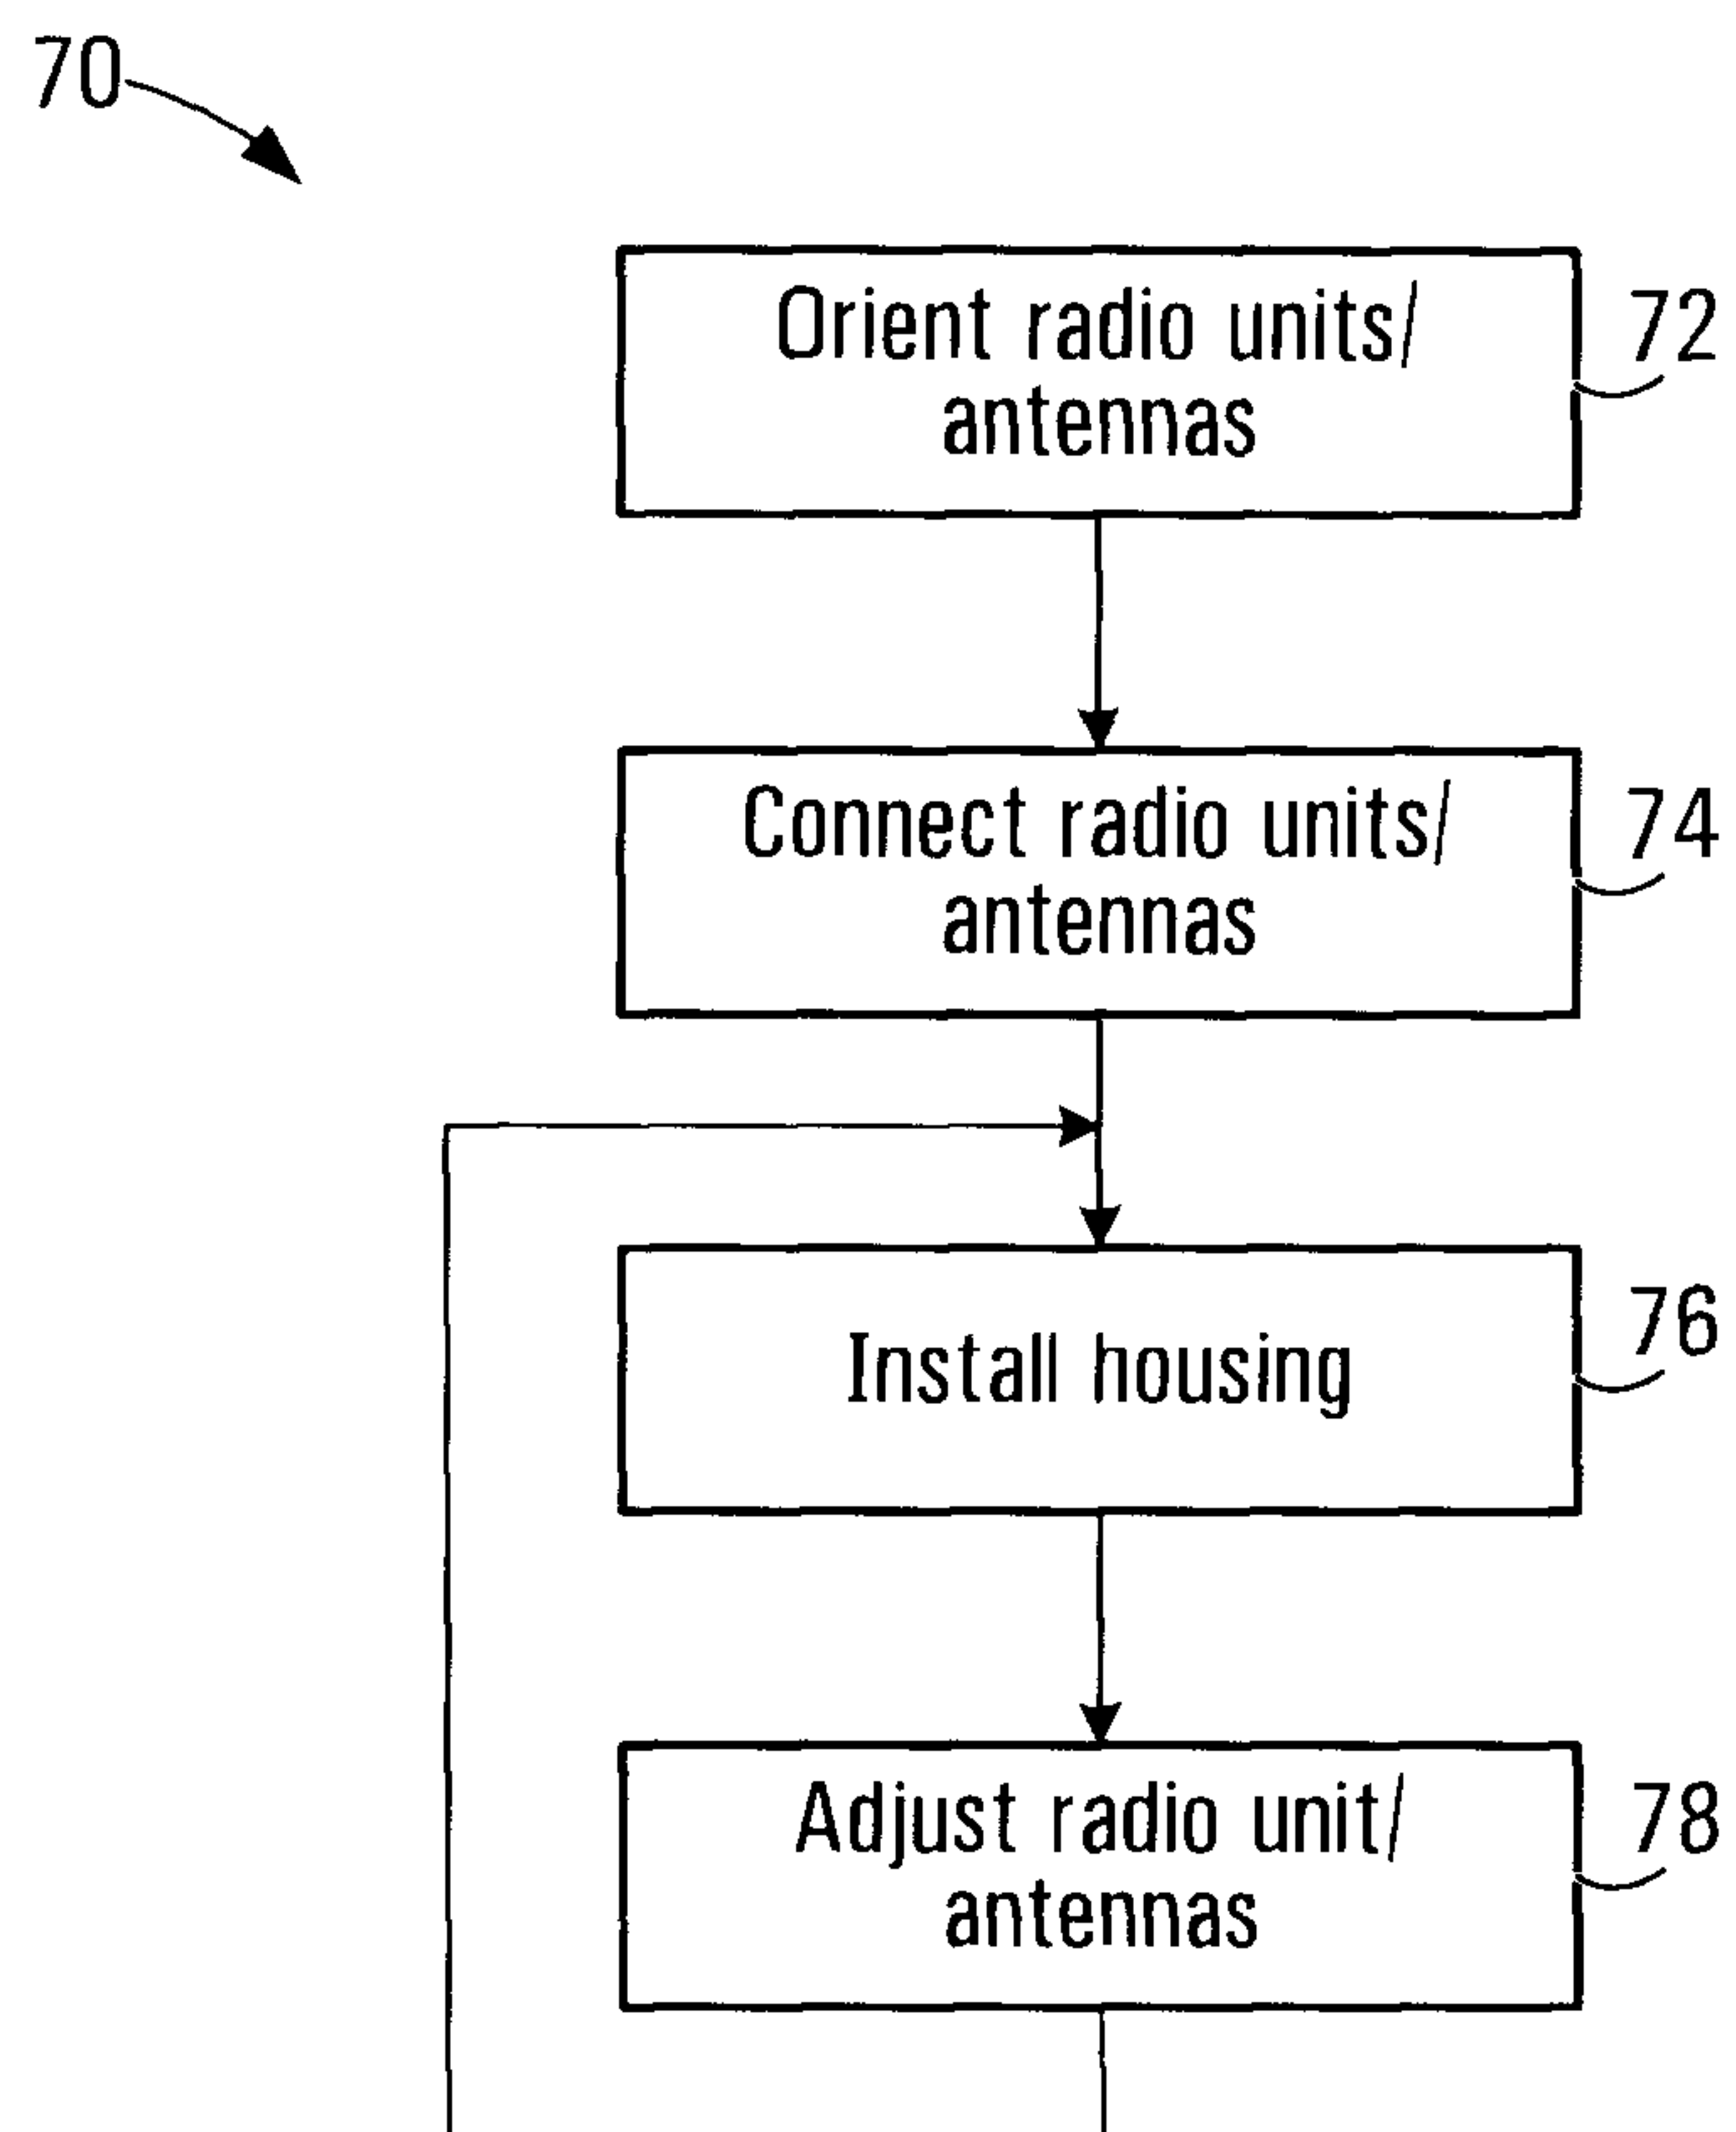 70
Orient radio units/
antennas
72
Connect radio units/
antennas
74
Install housing
76
Adjust radio unit/
antennas
78